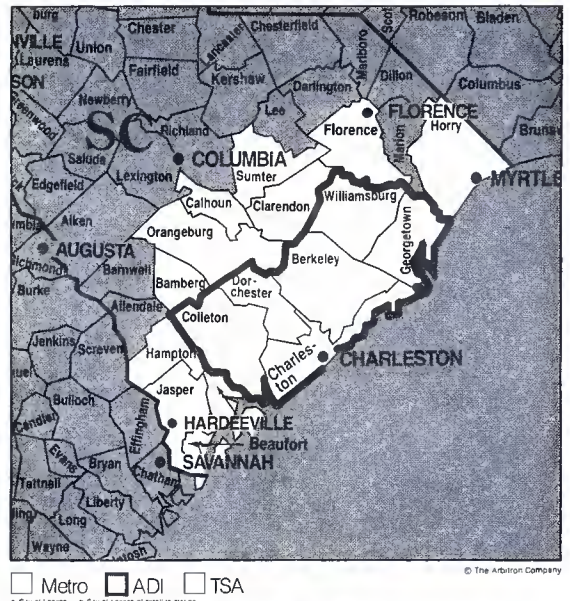 Chester
Chesterfield
Lancaster
Marlboro
Robeson
Bladen
Union
Laurens
Fairfield
Kershaw
Darlington
Dillon
Columbus
Newberry
Lee
Greenwood
SC
Richland
Florence
FLORENCE
Horry
Marion
Saluda
COLUMBIA
Lexington
Sumter
MYRTLE
Edgefield
Calhoun
Clarendon
Williamsburg
Aiken
Orangeburg
Georgetown
AUGUSTA
Richmond
Barnwell
Berkeley
Burke
Bamberg
Dor-
chester
Allendale
Colleton
Jenkins
Screven
Hampton
Charles-
ton
CHARLESTON
Bulloch
Jasper
Candler
Effingham
HARDEEVILLE
Evans
Bryan
Beaufort
SAVANNAH
Chatham
Tattnall
Liberty
Long
Wayne
© The Arbitron Company
Metro ADI TSA